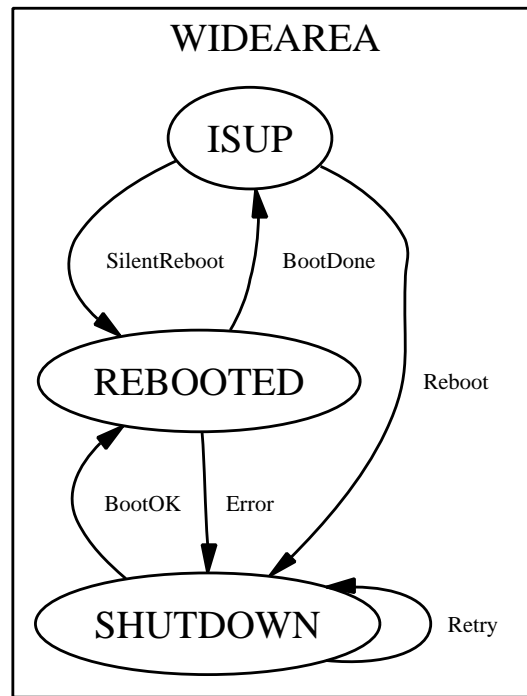 WIDEAREA
ISUP
SilentReboot
BootDone
REBOOTED
Reboot
BootOK
Error
SHUTDOWN
Retry